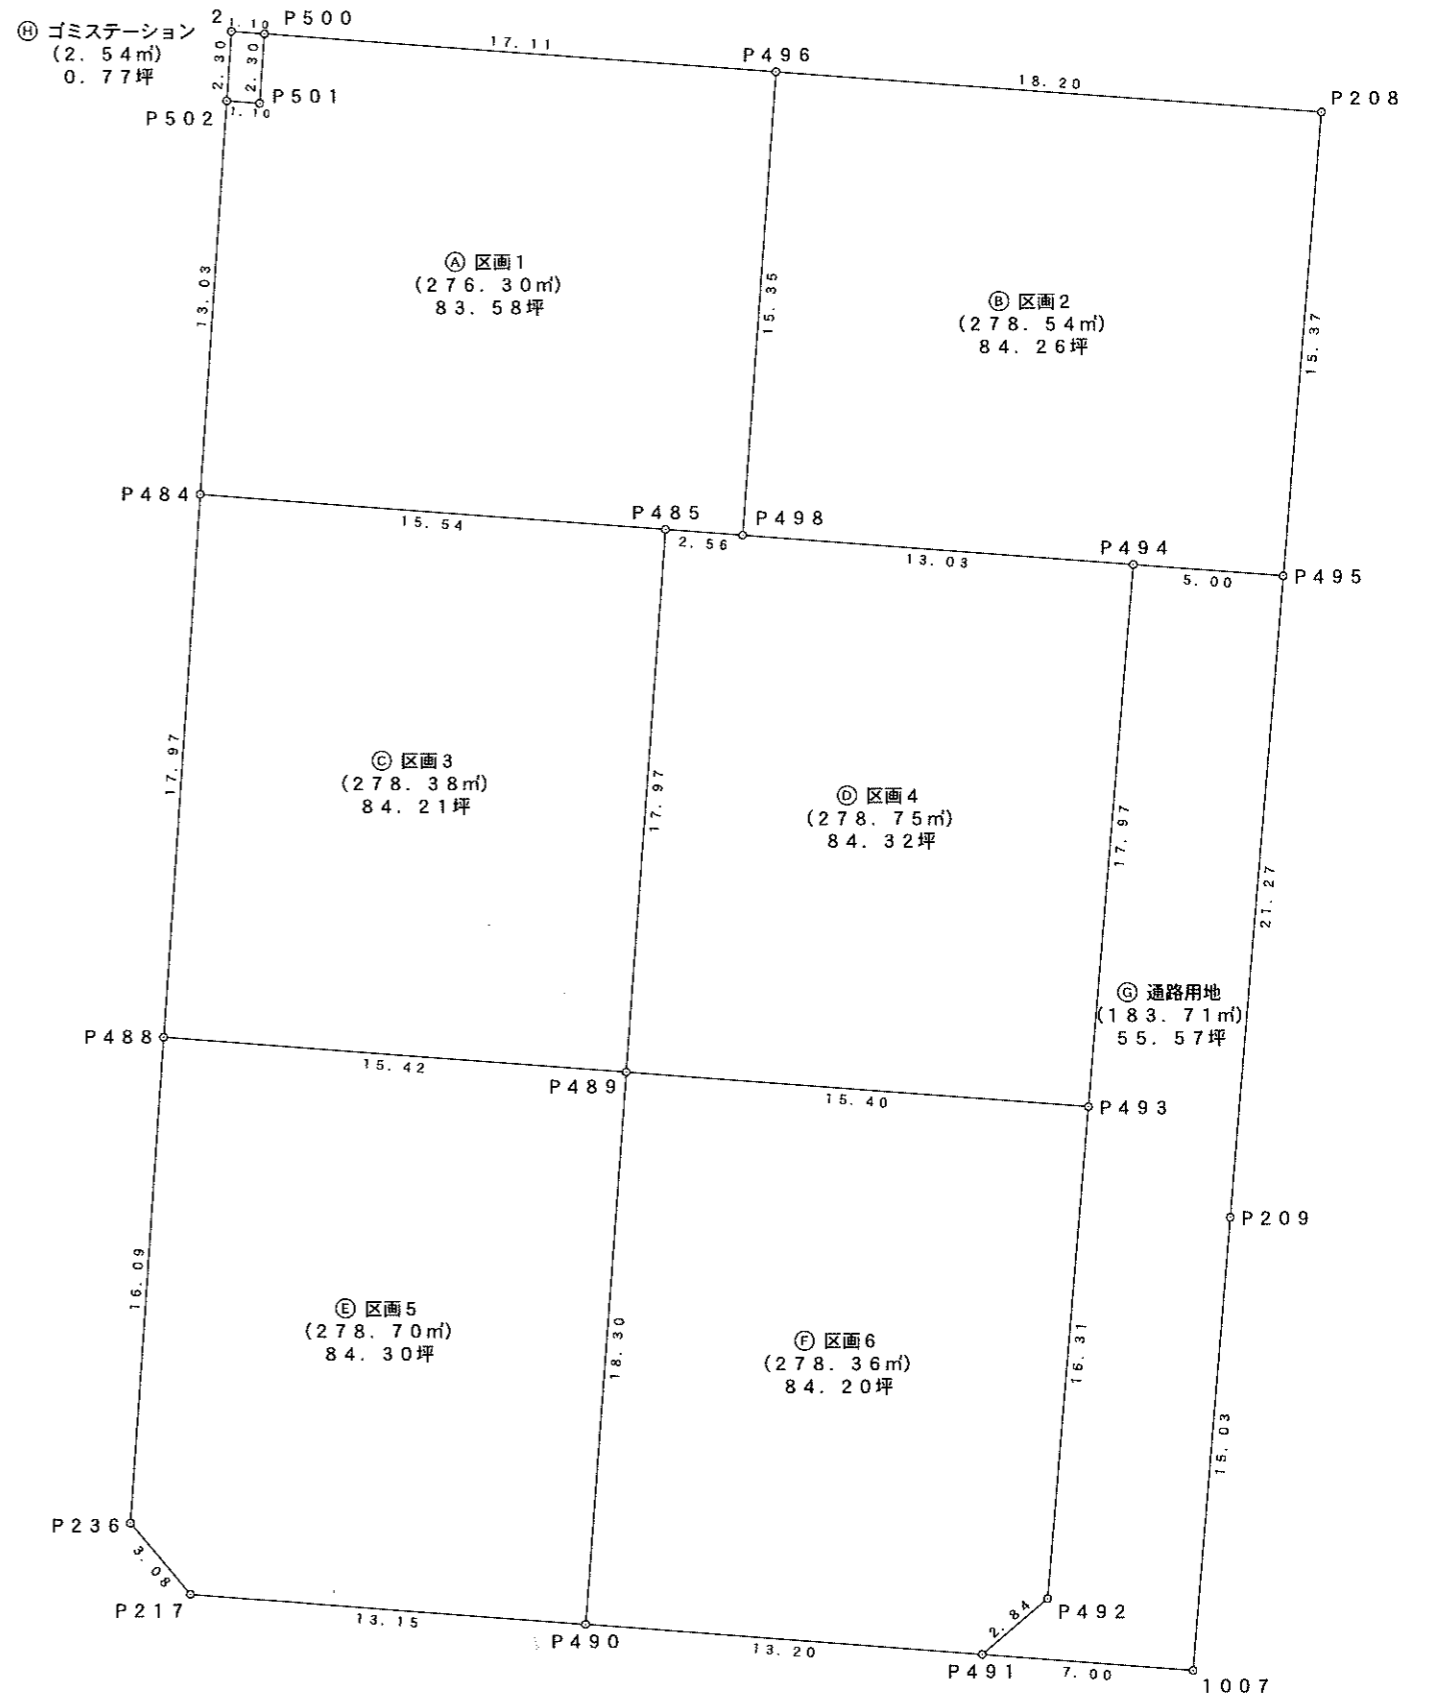 Ⓗ ゴミステーション
(2. 54㎡)
0. 77坪
2
1. 10
P500
2. 30
2. 30
P501
P502
1. 10
17. 11
P496
18. 20
P208
13. 03
Ⓐ 区画1
(276. 30㎡)
83. 58坪
15. 35
Ⓑ 区画2
(278. 54㎡)
84. 26坪
15. 37
P484
15. 54
P485
2. 56
P498
13. 03
P494
5. 00
P495
17. 97
Ⓒ 区画3
(278. 38㎡)
84. 21坪
17. 97
Ⓓ 区画4
(278. 75㎡)
84. 32坪
17. 97
21. 27
Ⓖ 通路用地
(183. 71㎡)
55. 57坪
P488
15. 42
P489
15. 40
P493
P209
16. 09
Ⓔ 区画5
(278. 70㎡)
84. 30坪
18. 30
Ⓕ 区画6
(278. 36㎡)
84. 20坪
16. 31
15. 03
P236
3. 08
P217
13. 15
P490
13. 20
2. 84
P492
P491
7. 00
1007